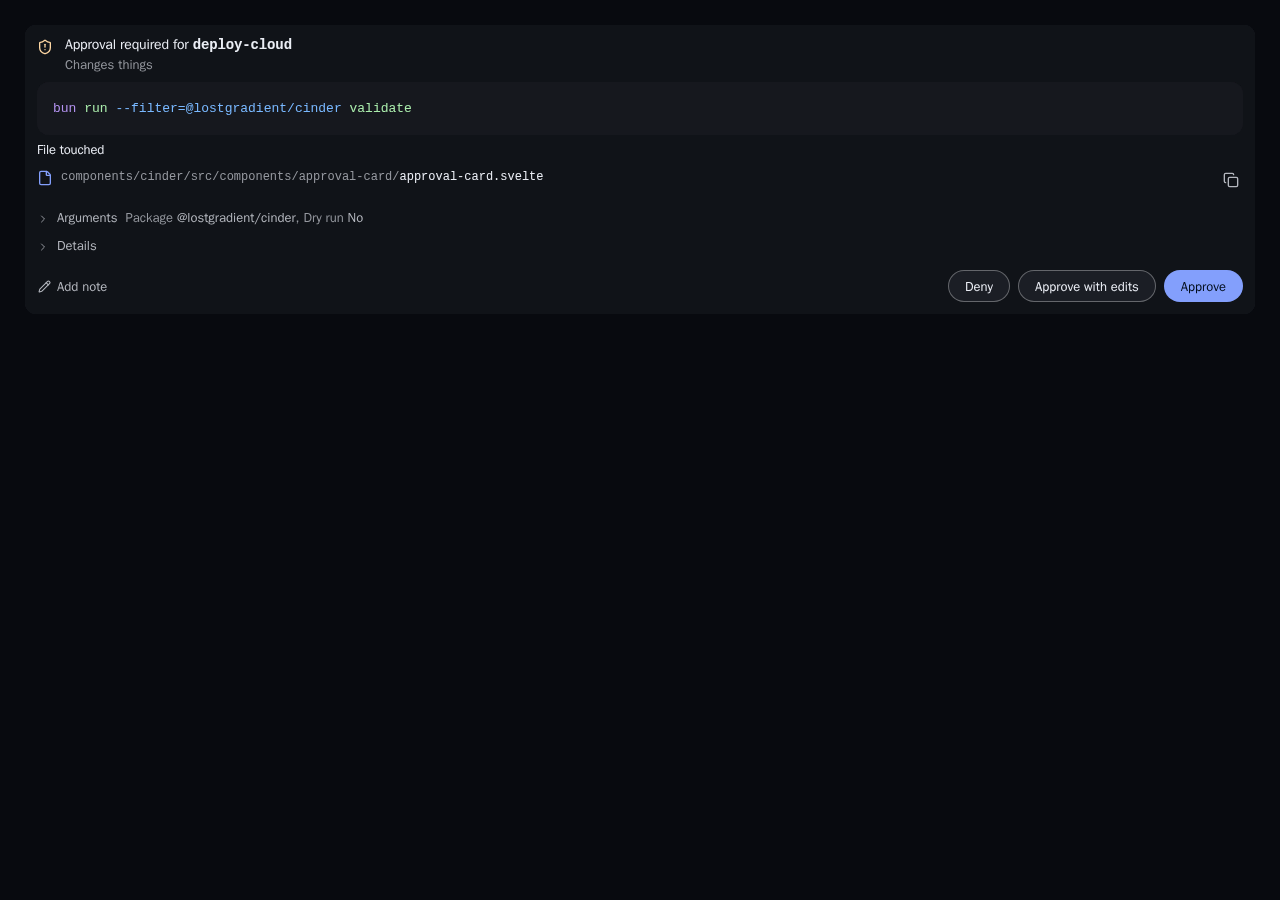 Approval required for deploy-cloud
Changes things
bun run --filter=@lostgradient/cinder validate
File touched
components/cinder/src/components/approval-card/approval-card.svelte
Arguments Package @lostgradient/cinder, Dry run No
Details
Add note
Deny
Approve with edits
Approve